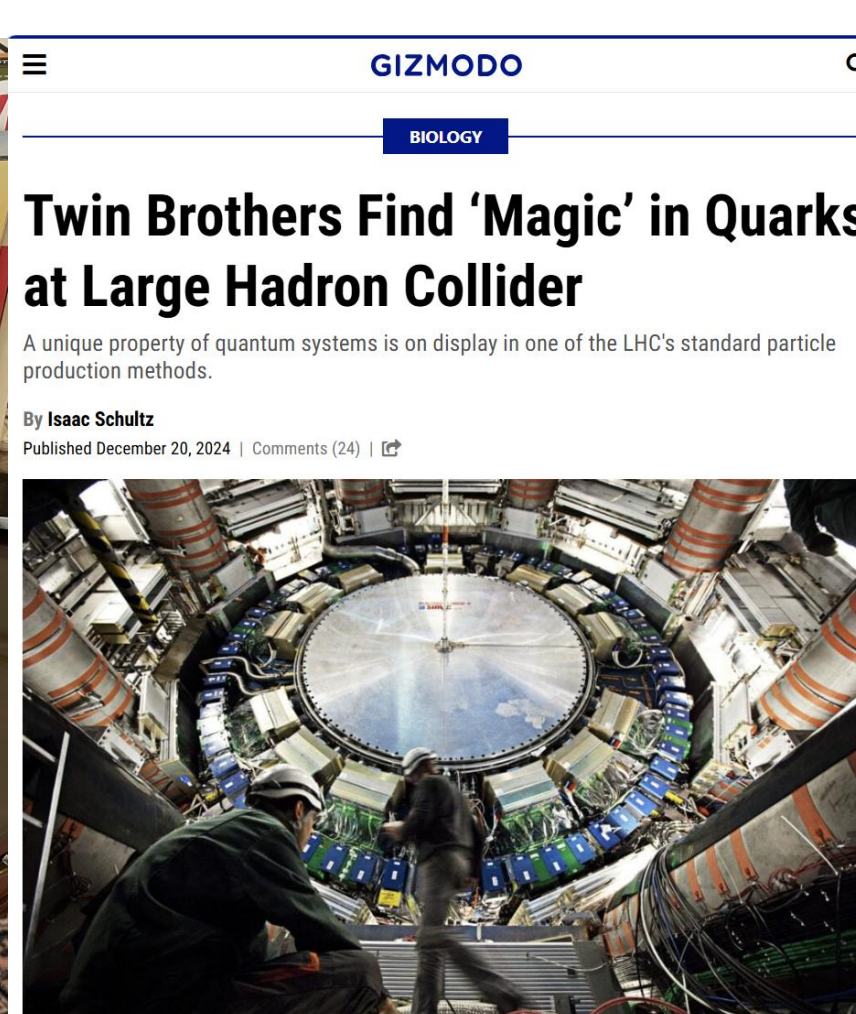 GIZMODO
BIOLOGY
Twin Brothers Find ‘Magic’ in Quarks
at Large Hadron Collider
A unique property of quantum systems is on display in one of the LHC's standard particle
production methods.
By Isaac Schultz
Published December 20, 2024 | Comments (24) |